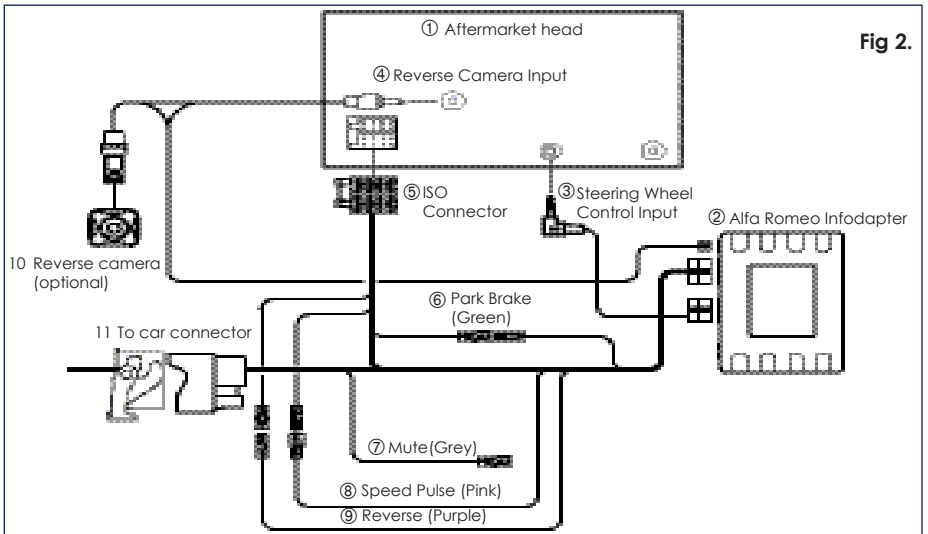 ① Aftermarket head
Fig 2.
④ Reverse Camera Input
⑤ ISO
Connector
③ Steering Wheel
Control Input
② Alfa Romeo Infodapter
10 Reverse camera
(optional)
⑥ Park Brake
(Green)
11 To car connector
⑦ Mute(Grey)
⑧ Speed Pulse (Pink)
⑨ Reverse (Purple)